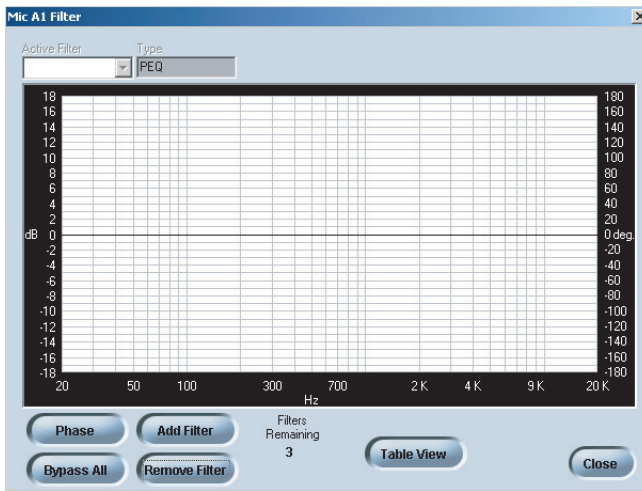 Mic A1 Filter
Active Filter Type
PEQ
18 180
16 160
14 140
12 120
10 100
8 80
6 60
4 40
2 20
dB 0 0 deg.
-2 -20
-4 -40
-6 -60
-8 -80
-10 -100
-12 -120
-14 -140
-16 -160
-18 -180
20 50 100 300 700 2 K 4 K 9 K 20 K
Hz
Phase Add Filter Filters
Remaining
3
Table View
Bypass All Remove Filter Close